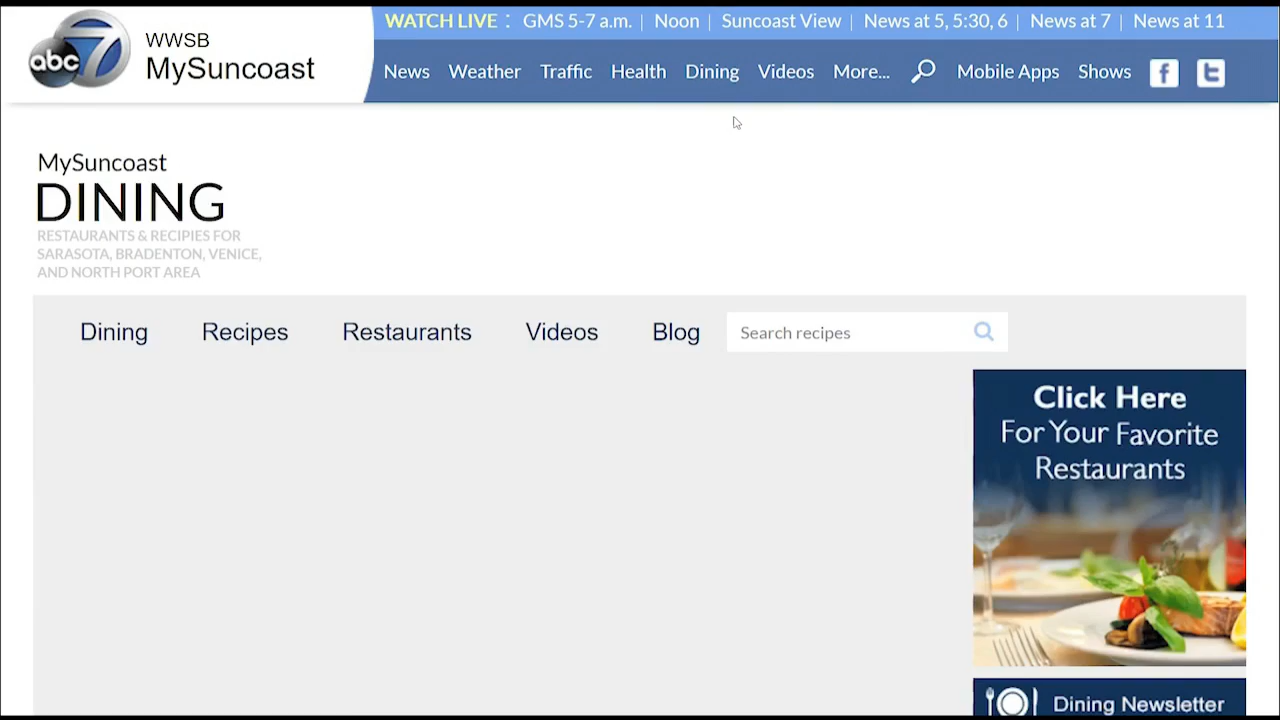 abc 7
WWSB
MySuncoast
WATCH LIVE : GMS 5-7 a.m. | Noon | Suncoast View | News at 5, 5:30, 6 | News at 7 | News at 11
News Weather Traffic Health Dining Videos More... Mobile Apps Shows f t
MySuncoast
DINING
RESTAURANTS & RECIPIES FOR
SARASOTA, BRADENTON, VENICE,
AND NORTH PORT AREA
Dining Recipes Restaurants Videos Blog Search recipes
Click Here
For Your Favorite
Restaurants
Dining Newsletter